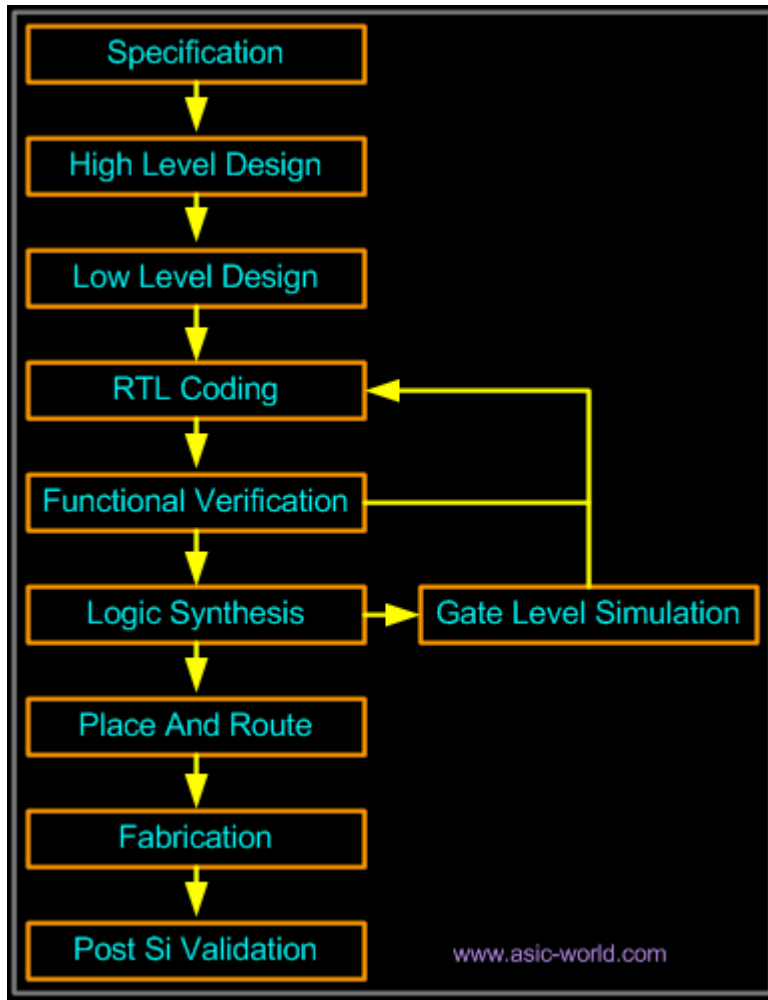 Specification
High Level Design
Low Level Design
RTL Coding
Functional Verification
Logic Synthesis
Gate Level Simulation
Place And Route
Fabrication
Post Si Validation
www.asic-world.com